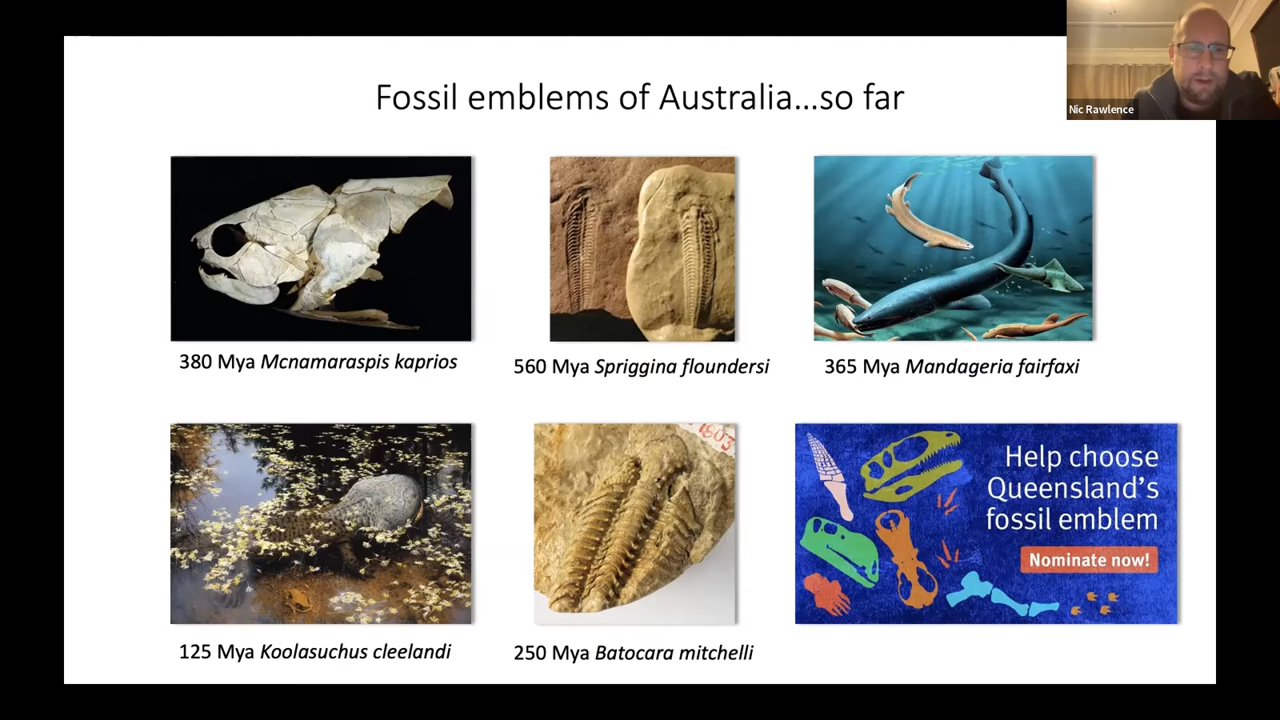 Fossil emblems of Australia...so far
Nic Rawlence
380 Mya Mcnamaraspis kaprios
560 Mya Spriggina floundersi
365 Mya Mandageria fairfaxi
1603
Help choose
Queensland's
fossil emblem
Nominate now!
125 Mya Koolasuchus cleelandi
250 Mya Batocara mitchelli